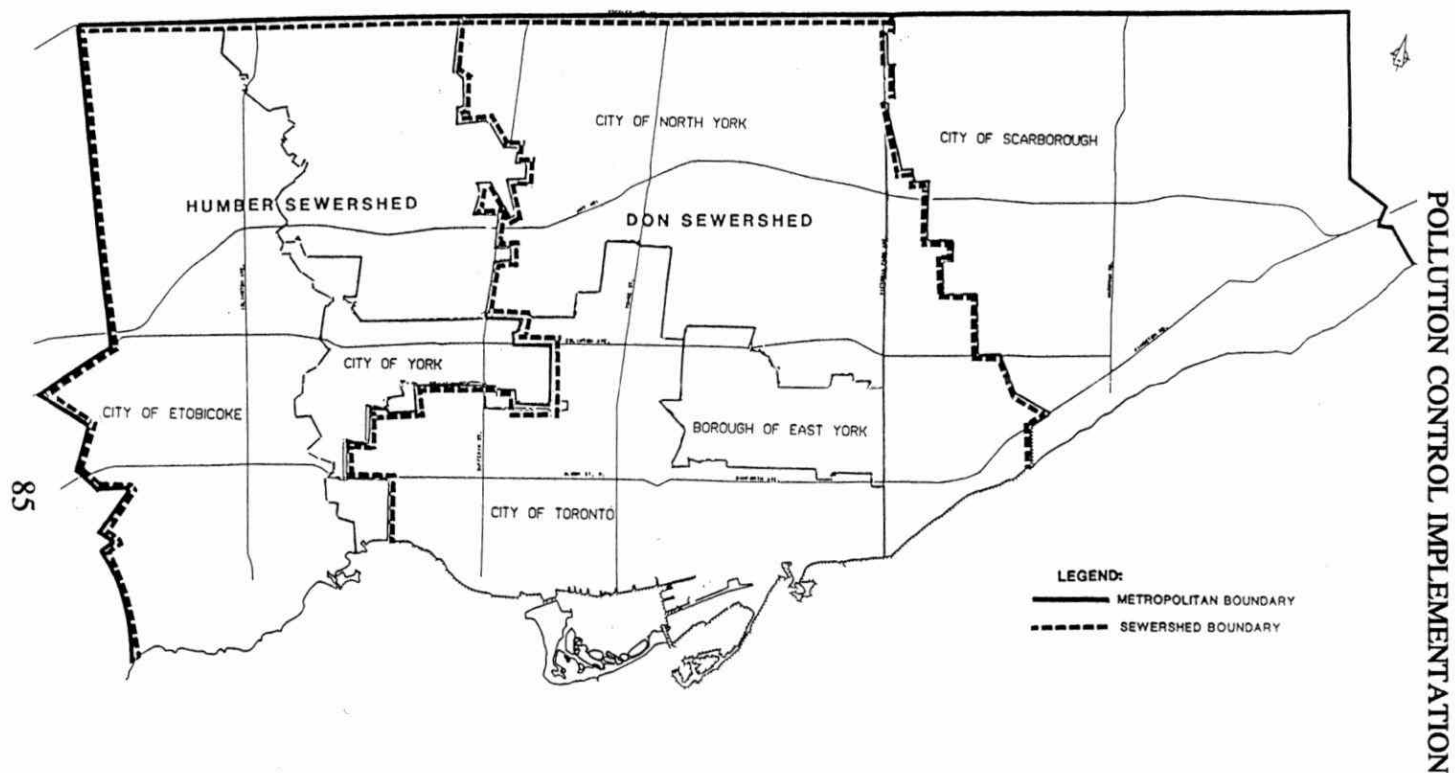 POLLUTION CONTROL IMPLEMENTATION
CITY OF NORTH YORK
CITY OF SCARBOROUGH
HUMBER SEWERSHED
DON SEWERSHED
CITY OF YORK
CITY OF ETOBICOKE
BOROUGH OF EAST YORK
CITY OF TORONTO
LEGEND:
METROPOLITAN BOUNDARY
SEWERSHED BOUNDARY
85